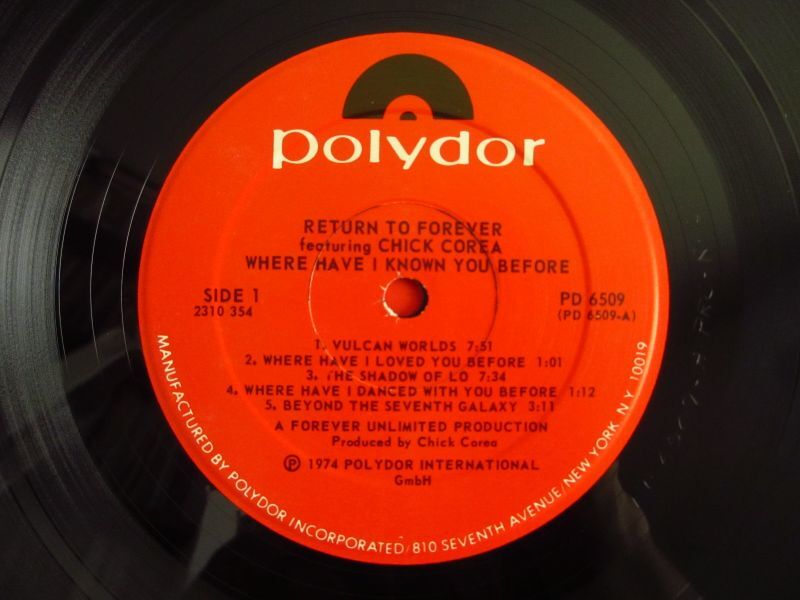 polydor
RETURN TO FOREVER
featuring CHICK COREA
WHERE HAVE I KNOWN YOU BEFORE
SIDE 1
2310 354
PD 6509
(PD 6509-A)
1. VULCAN WORLDS 7:51
2. WHERE HAVE I LOVED YOU BEFORE 1:01
3. THE SHADOW OF LO 7:34
4. WHERE HAVE I DANCED WITH YOU BEFORE 1:12
5. BEYOND THE SEVENTH GALAXY 3:11
A FOREVER UNLIMITED PRODUCTION
Produced by Chick Corea
Ⓟ 1974 POLYDOR INTERNATIONAL
GmbH
MANUFACTURED BY POLYDOR INCORPORATED/810 SEVENTH AVENUE/NEW YORK N Y 10019